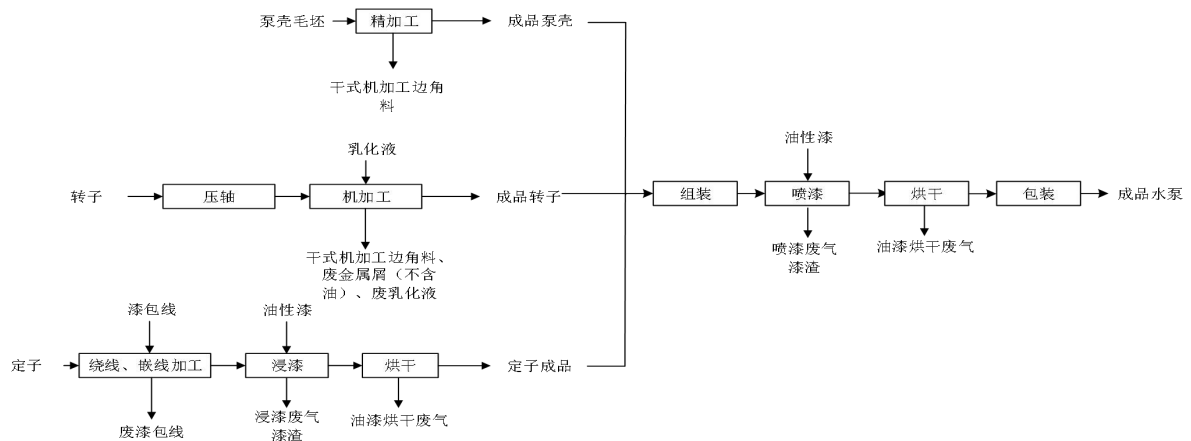 泵壳毛坯
精加工
成品泵壳
干式机加工边角
料
乳化液
油性漆
转子
压轴
机加工
成品转子
组装
喷漆
烘干
包装
成品水泵
干式机加工边角料、
废金属屑（不含
油）、废乳化液
喷漆废气
漆渣
油漆烘干废气
漆包线
油性漆
定子
绕线、嵌线加工
浸漆
烘干
定子成品
废漆包线
浸漆废气
漆渣
油漆烘干废气